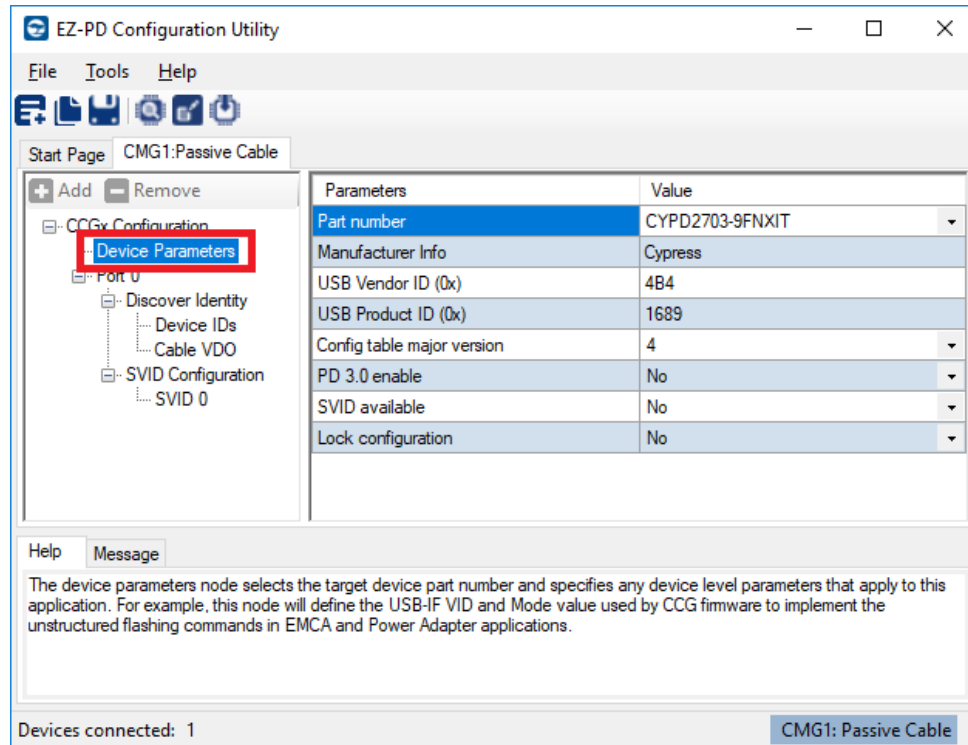 EZ-PD Configuration Utility
File Tools Help
Start Page CMG1:Passive Cable
Add Remove
CCGx Configuration
Device Parameters
Port 0
Discover Identity
Device IDs
Cable VDO
SVID Configuration
SVID 0
Parameters Value
Part number CYPD2703-9FNXIT
Manufacturer Info Cypress
USB Vendor ID (0x) 4B4
USB Product ID (0x) 1689
Config table major version 4
PD 3.0 enable No
SVID available No
Lock configuration No
Help Message
The device parameters node selects the target device part number and specifies any device level parameters that apply to this
application. For example, this node will define the USB-IF VID and Mode value used by CCG firmware to implement the
unstructured flashing commands in EMCA and Power Adapter applications.
Devices connected: 1 CMG1: Passive Cable